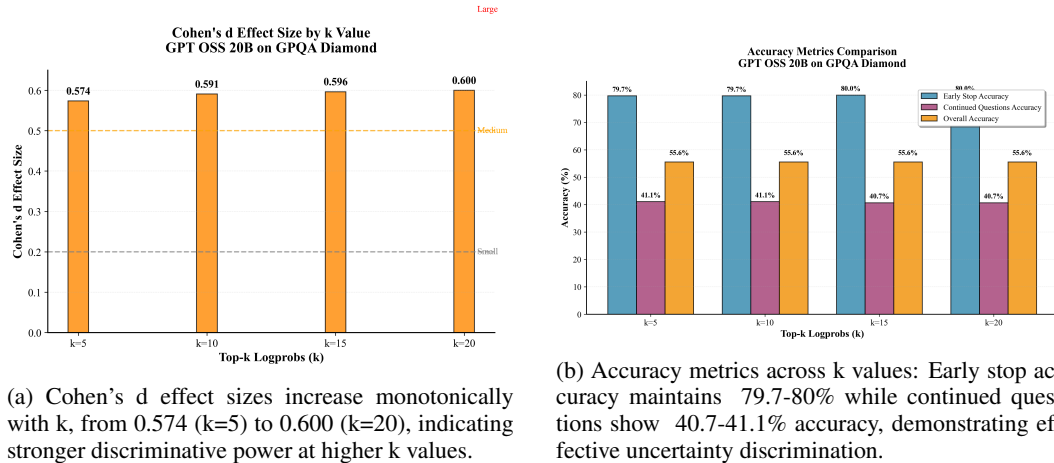 Large
Cohen's d Effect Size by k Value
GPT OSS 20B on GPQA Diamond
Cohen's d Effect Size
0.6
0.5
0.4
0.3
0.2
0.1
0.0
0.574
0.591
0.596
0.600
Medium
Small
k=5
k=10
k=15
k=20
Top-k Logprobs (k)
(a) Cohen's d effect sizes increase monotonically
with k, from 0.574 (k=5) to 0.600 (k=20), indicating
stronger discriminative power at higher k values.
Accuracy Metrics Comparison
GPT OSS 20B on GPQA Diamond
Accuracy (%)
80
70
60
50
40
30
20
10
0
79.7%
79.7%
80.0%
80.0%
Early Stop Accuracy
Continued Questions Accuracy
Overall Accuracy
55.6%
55.6%
55.6%
55.6%
41.1%
41.1%
40.7%
40.7%
k=5
k=10
k=15
k=20
Top-k Logprobs (k)
(b) Accuracy metrics across k values: Early stop ac
curacy maintains 79.7-80% while continued ques
tions show 40.7-41.1% accuracy, demonstrating ef
fective uncertainty discrimination.